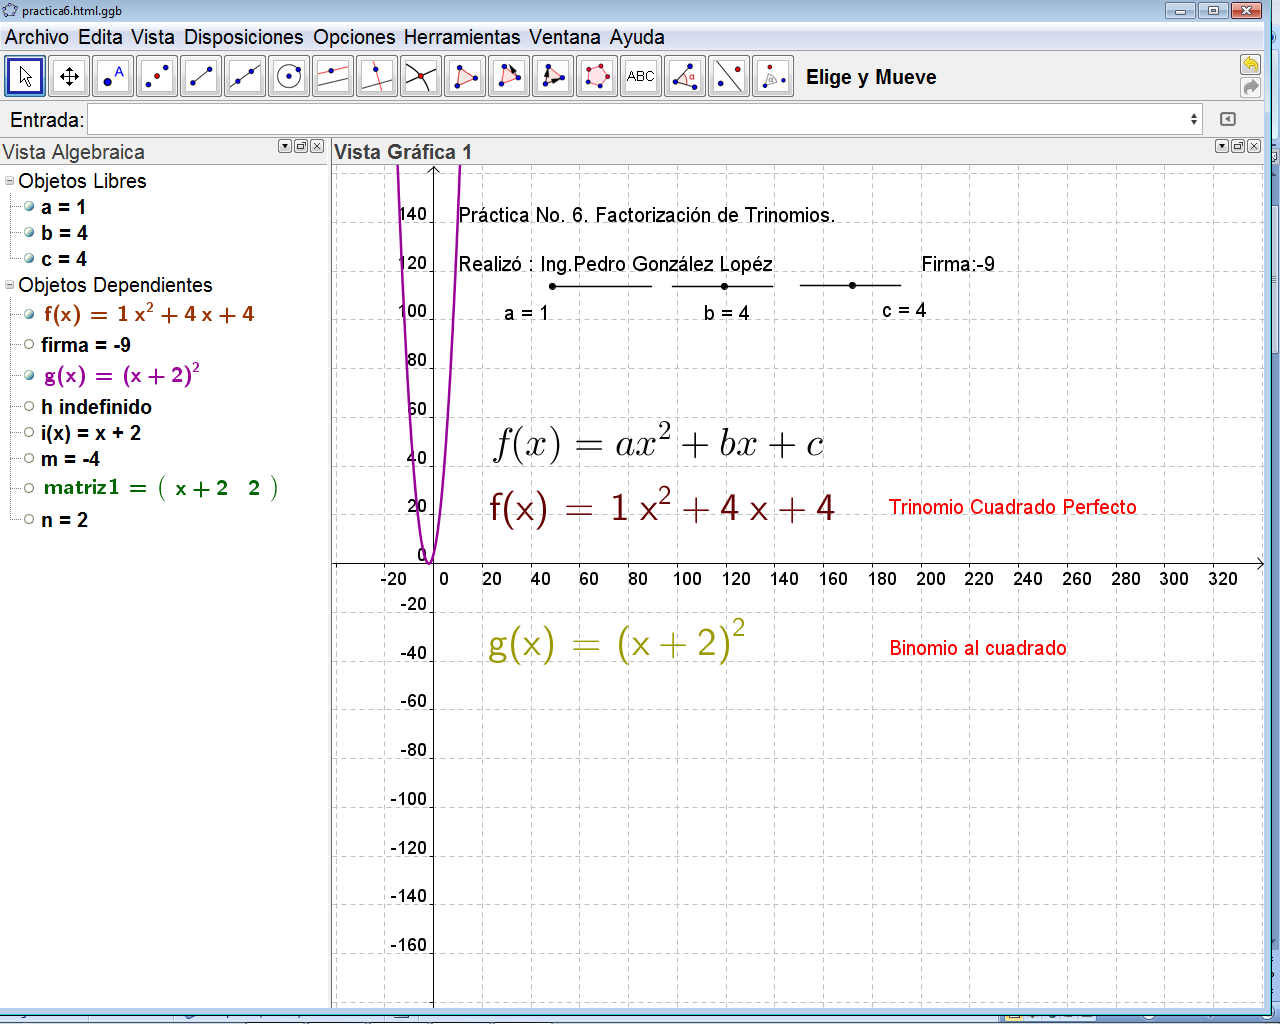 practica6.html.ggb
Archivo Edita Vista Disposiciones Opciones Herramientas Ventana Ayuda
A
ABC
α
α
Elige y Mueve
Entrada:
Vista Algebraica
Objetos Libres
a = 1
b = 4
c = 4
Objetos Dependientes
f(x) = 1 x² + 4 x + 4
firma = -9
g(x) = (x + 2)²
h indefinido
i(x) = x + 2
m = -4
matriz1 = ( x + 2 2 )
n = 2
Vista Gráfica 1
Práctica No. 6. Factorización de Trinomios.
Realizó : Ing.Pedro González Lopéz
Firma:-9
a = 1
b = 4
c = 4
f(x) = ax² + bx + c
f(x) = 1 x² + 4 x + 4
Trinomio Cuadrado Perfecto
g(x) = (x + 2)²
Binomio al cuadrado
140
120
100
80
60
40
20
0
-20 0 20 40 60 80 100 120 140 160 180 200 220 240 260 280 300 320
-20
-40
-60
-80
-100
-120
-140
-160